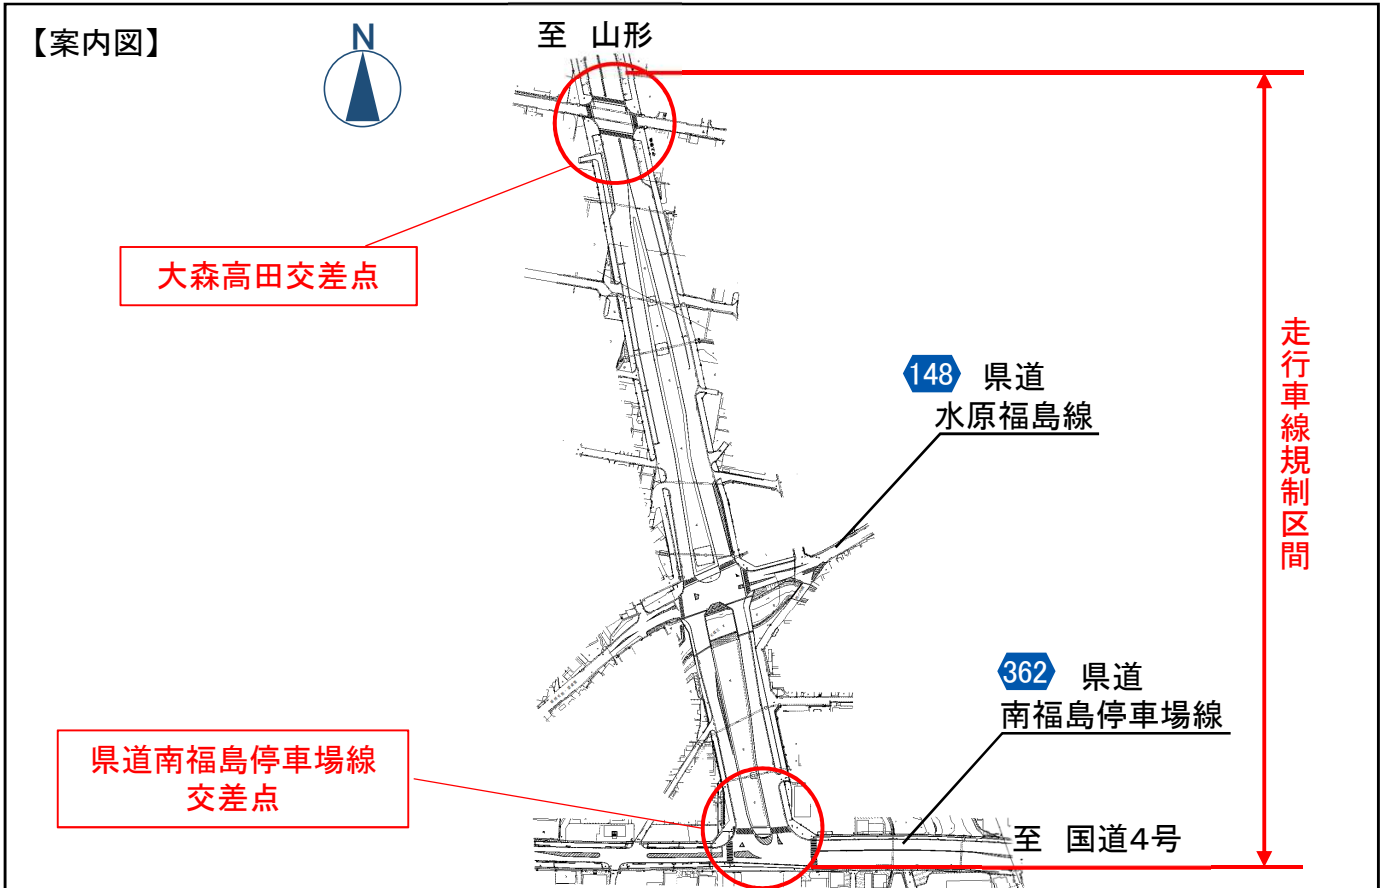 【案内図】
N
至 山形
大森高田交差点
148 県道
水原福島線
走行車線規制区間
362 県道
南福島停車場線
県道南福島停車場線
交差点
至 国道4号